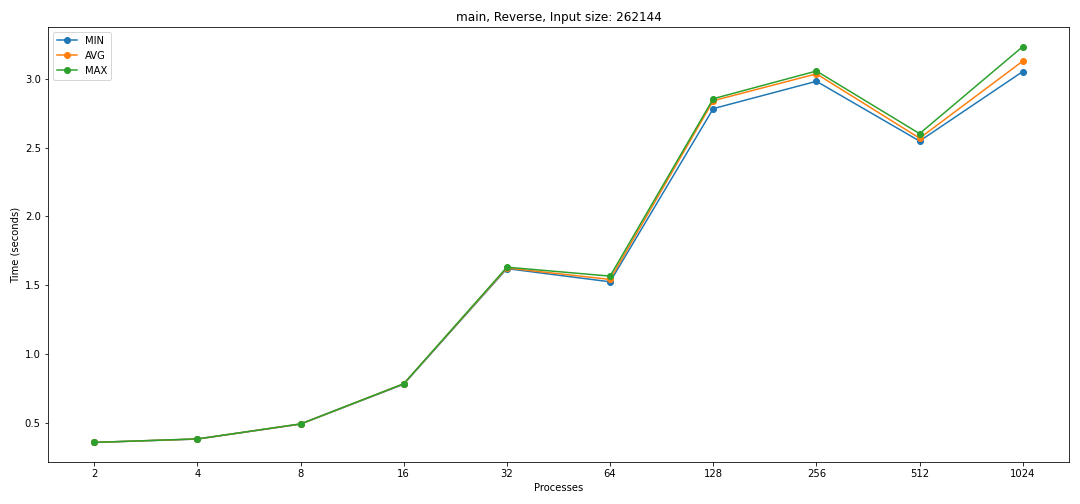 main, Reverse, Input size: 262144
MIN
AVG
MAX
3.0
2.5
2.0
1.5
1.0
0.5
Time (seconds)
2 4 8 16 32 64 128 256 512 1024
Processes